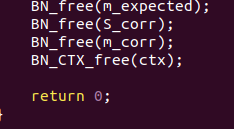 BN_free(m_expected);
BN_free(S_corr);
BN_free(m_corr);
BN_CTX_free(ctx);
return 0;
}